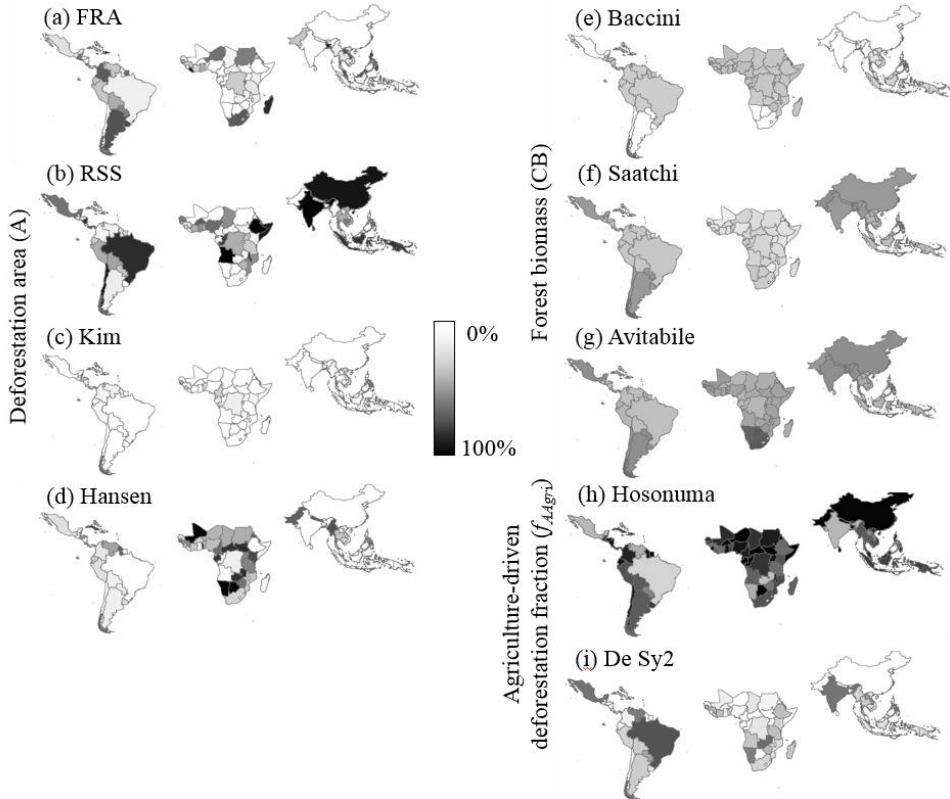 (a) FRA
(b) RSS
(c) Kim
(d) Hansen
Deforestation area (A)
0%
100%
(e) Baccini
(f) Saatchi
(g) Avitabile
Forest biomass (CB)
(h) Hosonuma
(i) De Sy2
Agriculture-driven
deforestation fraction (f_AAgri)